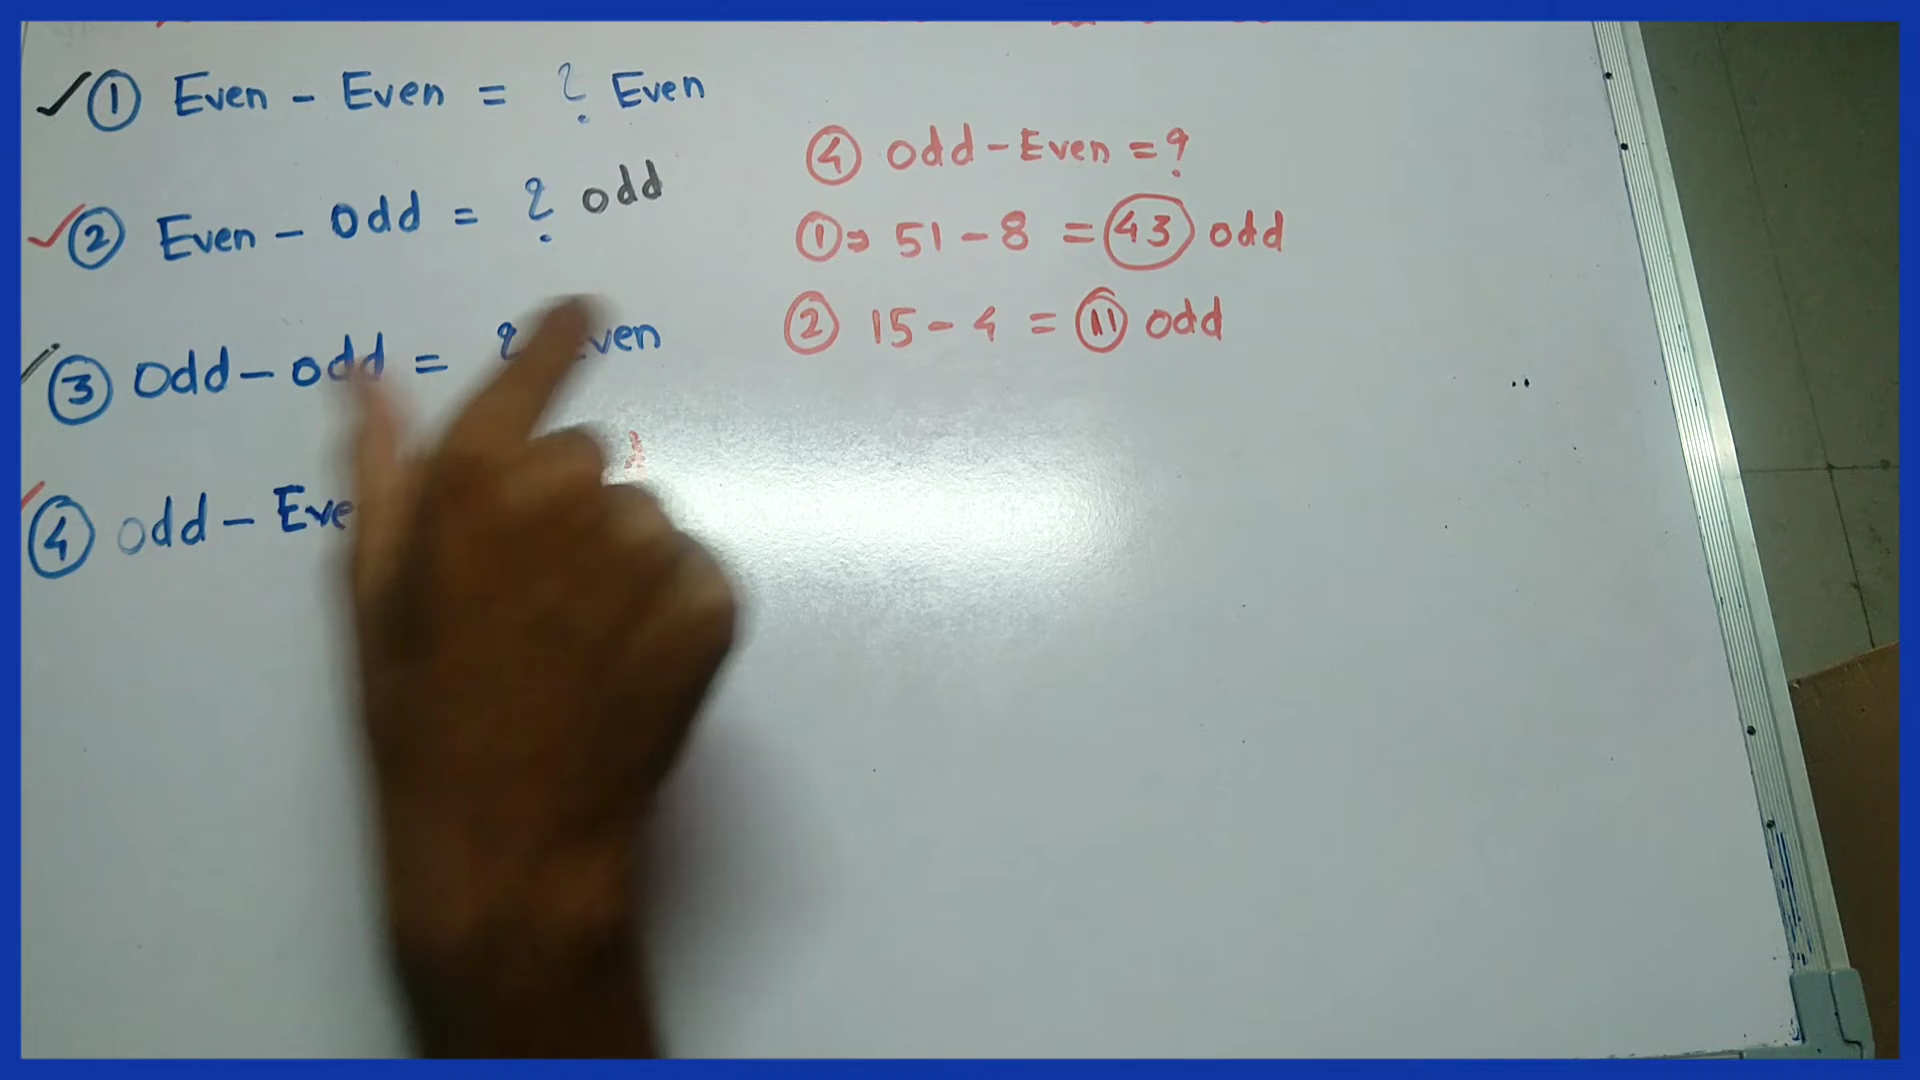 ① Even - Even = ? Even
② Even - odd = ? odd
③ odd - odd = ? Even
④ odd - Eve
④ odd - Even = ?
① ⇒ 51 - 8 = 43 odd
② 15 - 4 = 11 odd